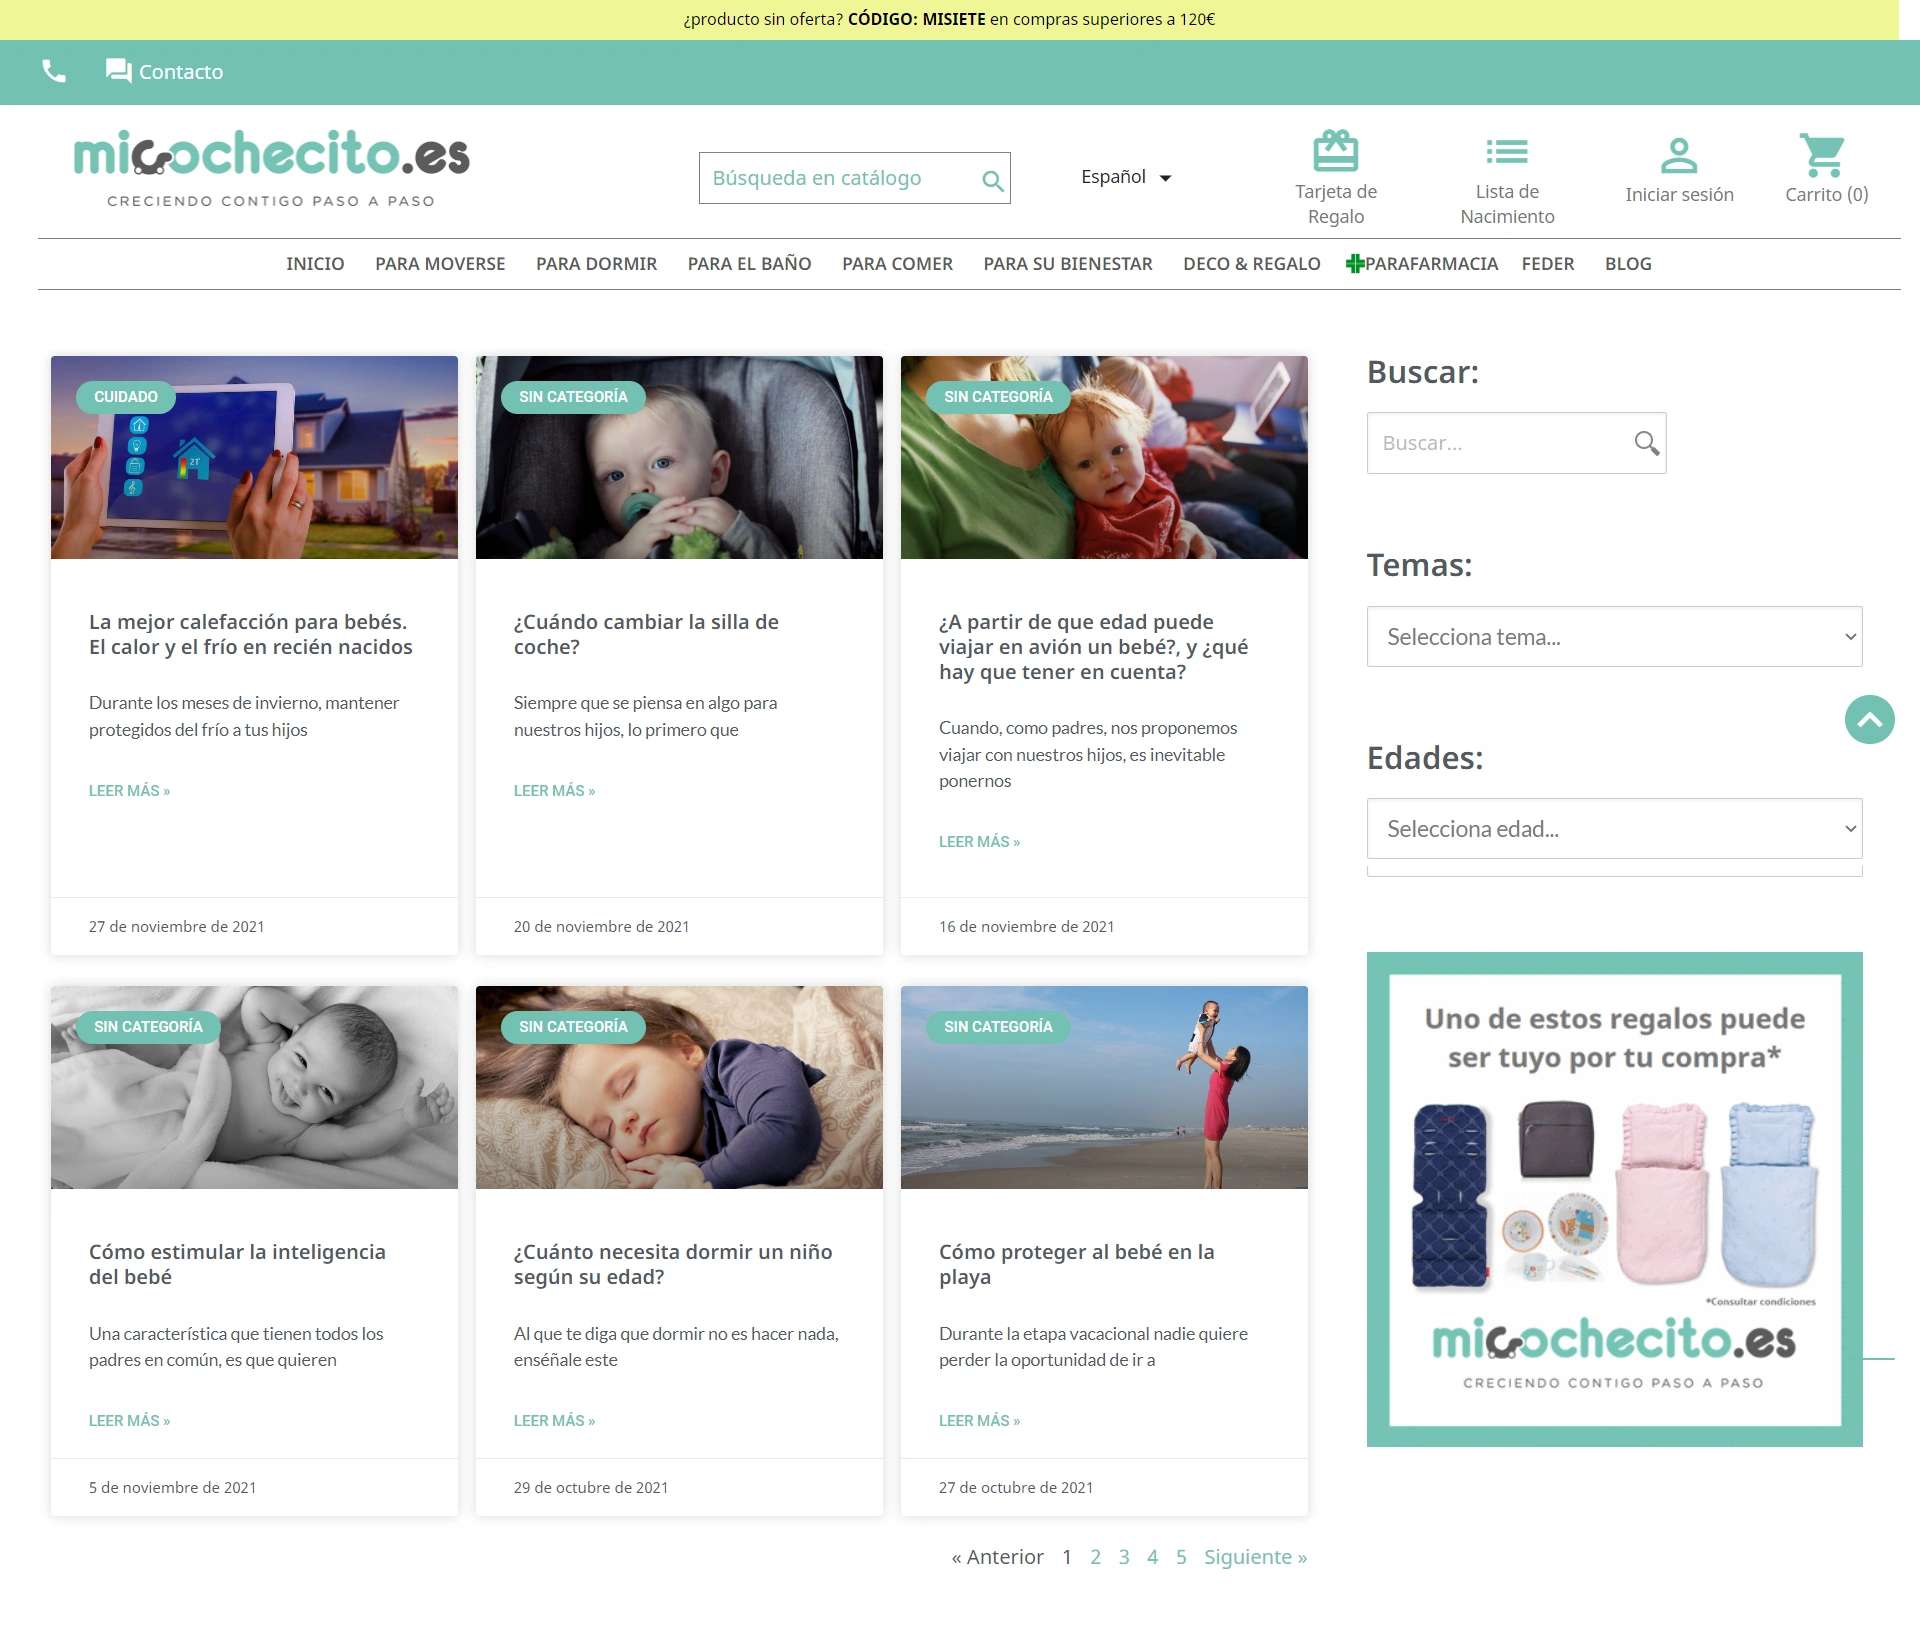 ¿producto sin oferta? CÓDIGO: MISIETE en compras superiores a 120€
Contacto
micochecito.es
CRECIENDO CONTIGO PASO A PASO
Búsqueda en catálogo
Español
Tarjeta de
Regalo
Lista de
Nacimiento
Iniciar sesión
Carrito (0)
INICIO PARA MOVERSE PARA DORMIR PARA EL BAÑO PARA COMER PARA SU BIENESTAR DECO & REGALO PARAFARMACIA FEDER BLOG
CUIDADO
21°
La mejor calefacción para bebés.
El calor y el frío en recién nacidos
Durante los meses de invierno, mantener
protegidos del frío a tus hijos
LEER MÁS »
27 de noviembre de 2021
SIN CATEGORÍA
¿Cuándo cambiar la silla de
coche?
Siempre que se piensa en algo para
nuestros hijos, lo primero que
LEER MÁS »
20 de noviembre de 2021
SIN CATEGORÍA
¿A partir de que edad puede
viajar en avión un bebé?, y ¿qué
hay que tener en cuenta?
Cuando, como padres, nos proponemos
viajar con nuestros hijos, es inevitable
ponernos
LEER MÁS »
16 de noviembre de 2021
SIN CATEGORÍA
Cómo estimular la inteligencia
del bebé
Una característica que tienen todos los
padres en común, es que quieren
LEER MÁS »
5 de noviembre de 2021
SIN CATEGORÍA
¿Cuánto necesita dormir un niño
según su edad?
Al que te diga que dormir no es hacer nada,
enséñale este
LEER MÁS »
29 de octubre de 2021
SIN CATEGORÍA
Cómo proteger al bebé en la
playa
Durante la etapa vacacional nadie quiere
perder la oportunidad de ir a
LEER MÁS »
27 de octubre de 2021
« Anterior 1 2 3 4 5 Siguiente »
Buscar:
Buscar...
Temas:
Selecciona tema...
Edades:
Selecciona edad...
Uno de estos regalos puede
ser tuyo por tu compra*
*Consultar condiciones
micochecito.es
CRECIENDO CONTIGO PASO A PASO